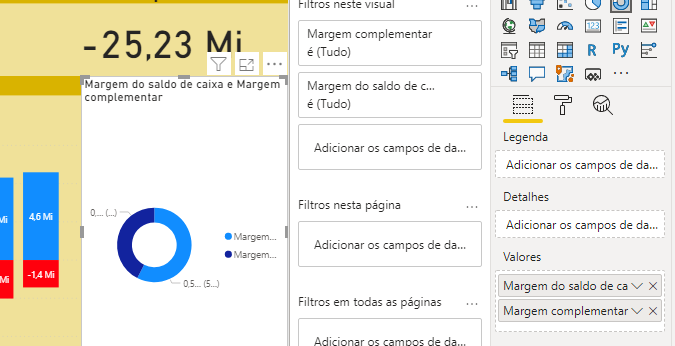 -25,23 Mi
Margem do saldo de caixa e Margem
complementar
4,6 Mi
Mi
-1,4 Mi
Mi
0,... (...)
0,5... (5...)
Margem...
Margem...
Filtros neste visual
...
Margem complementar
é (Tudo)
Margem do saldo de c...
é (Tudo)
Adicionar os campos de da...
Filtros nesta página
...
Adicionar os campos de da...
Filtros em todas as páginas
...
Adicionar os campos de da...
123
R
Py
...
Legenda
Adicionar os campos de da...
Detalhes
Adicionar os campos de da...
Valores
Margem do saldo de ca
Margem complementar